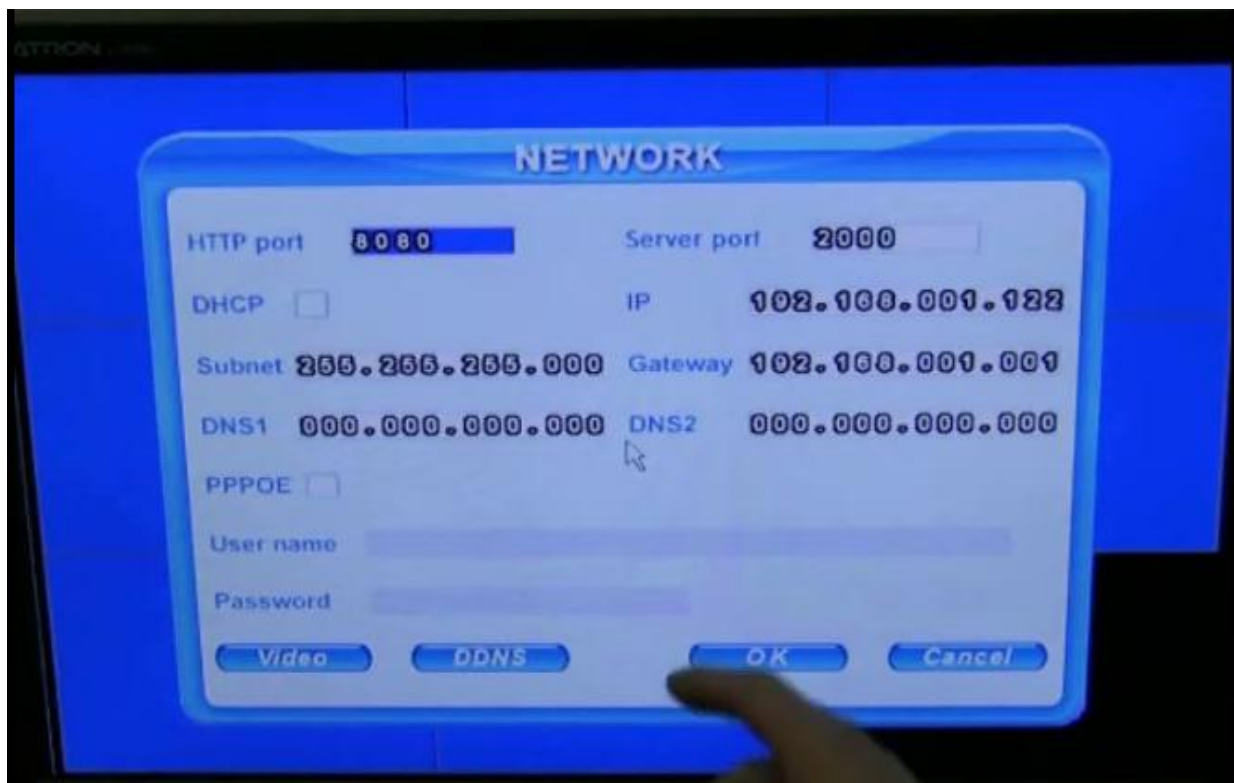 NETWORK
HTTP port 8080 Server port 2000
DHCP IP 192.168.001.122
Subnet 255.255.255.000 Gateway 192.168.001.001
DNS1 000.000.000.000 DNS2 000.000.000.000
PPPOE
User name
Password
Video DDNS OK Cancel